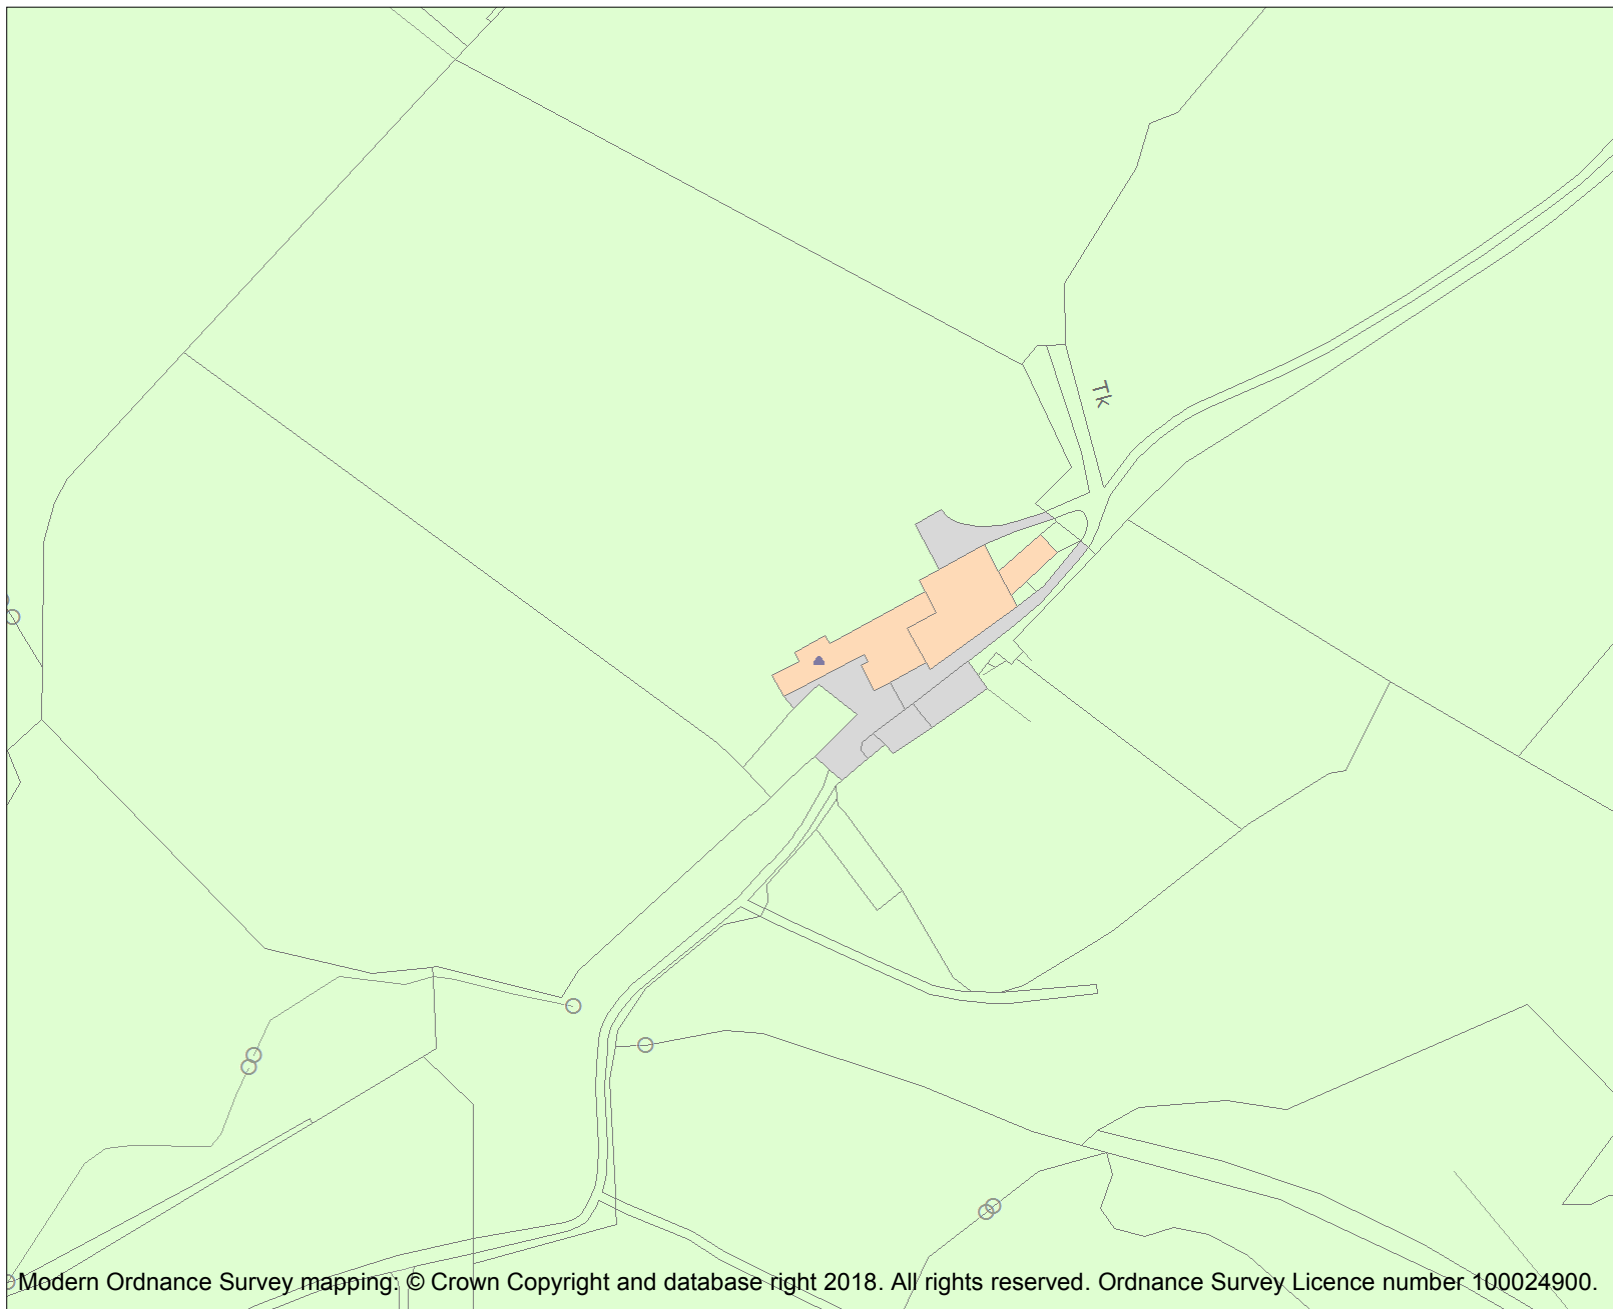 Tk
Modern Ordnance Survey mapping: © Crown Copyright and database right 2018. All rights reserved. Ordnance Survey Licence number 100024900.